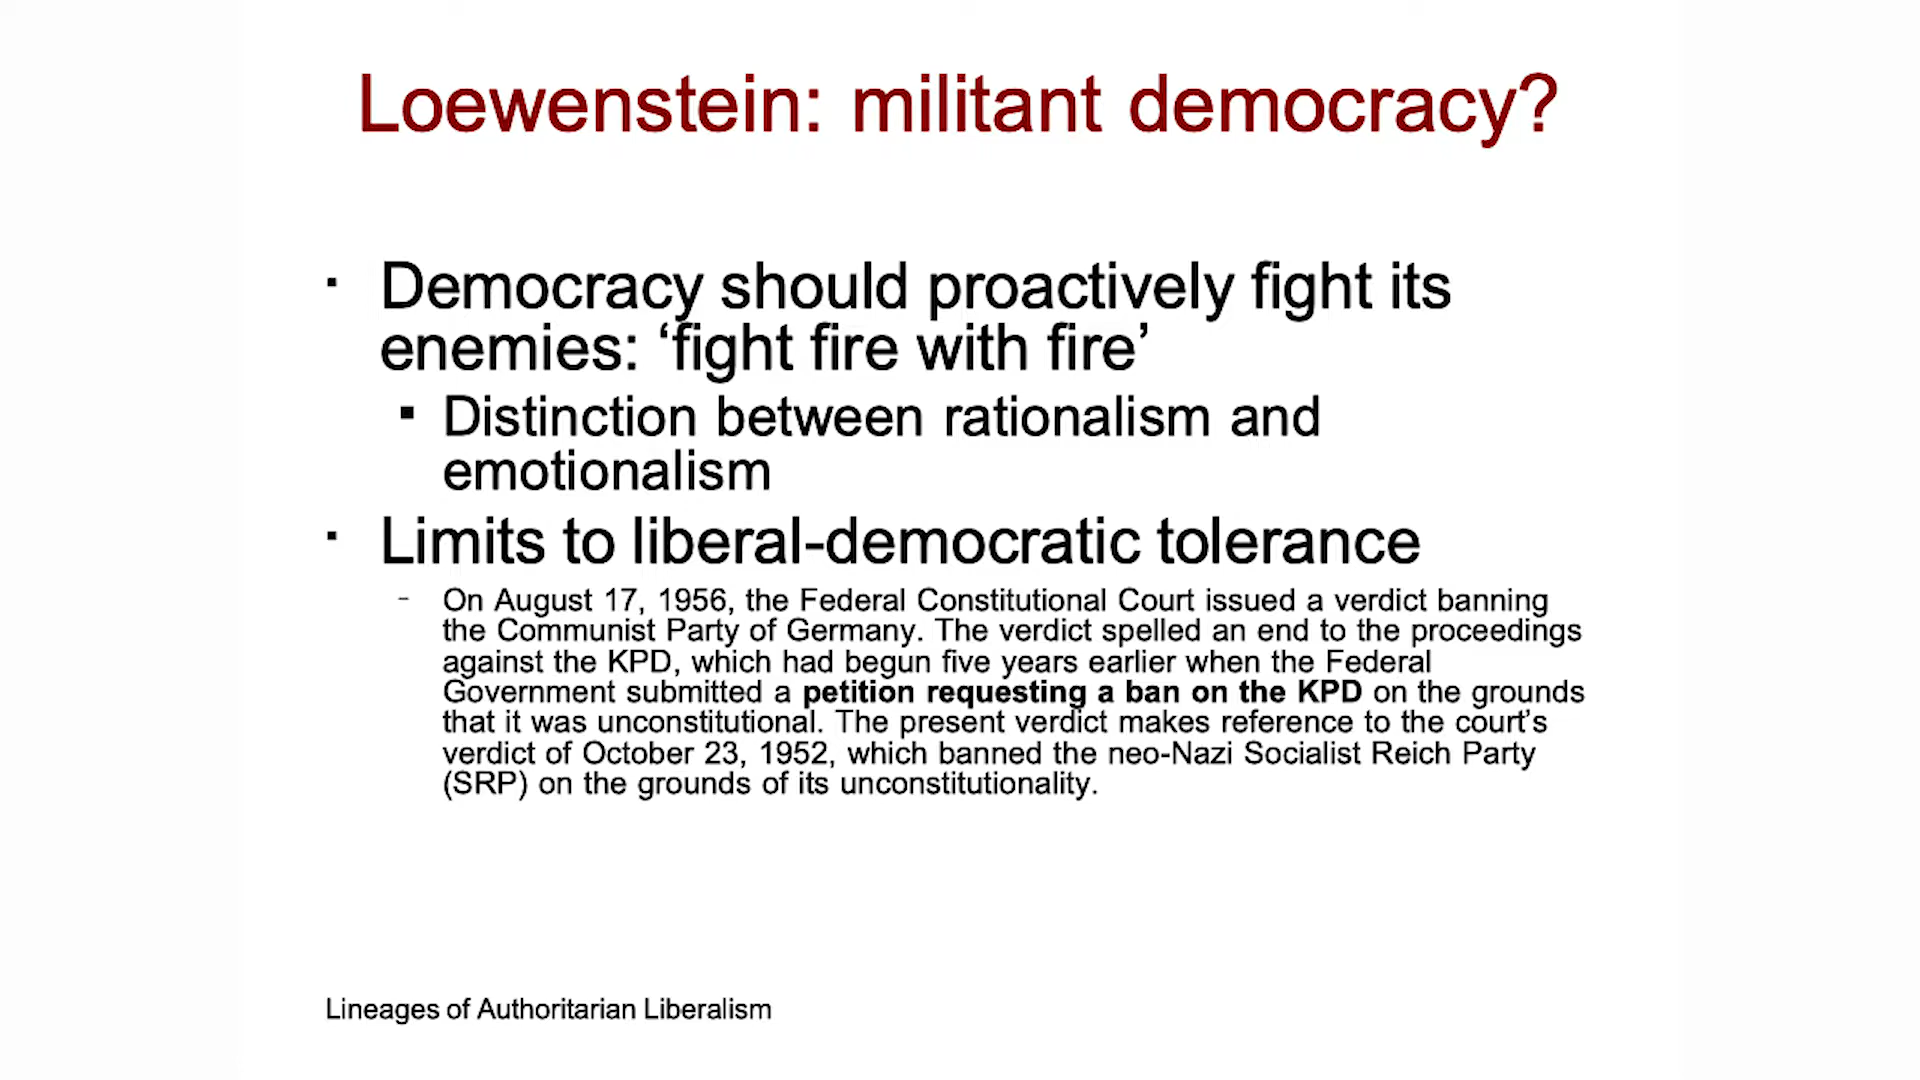 Loewenstein: militant democracy?
▪ Democracy should proactively fight its
enemies: ‘fight fire with fire’
▪ Distinction between rationalism and
emotionalism
▪ Limits to liberal-democratic tolerance
– On August 17, 1956, the Federal Constitutional Court issued a verdict banning
the Communist Party of Germany. The verdict spelled an end to the proceedings
against the KPD, which had begun five years earlier when the Federal
Government submitted a petition requesting a ban on the KPD on the grounds
that it was unconstitutional. The present verdict makes reference to the court’s
verdict of October 23, 1952, which banned the neo-Nazi Socialist Reich Party
(SRP) on the grounds of its unconstitutionality.
Lineages of Authoritarian Liberalism